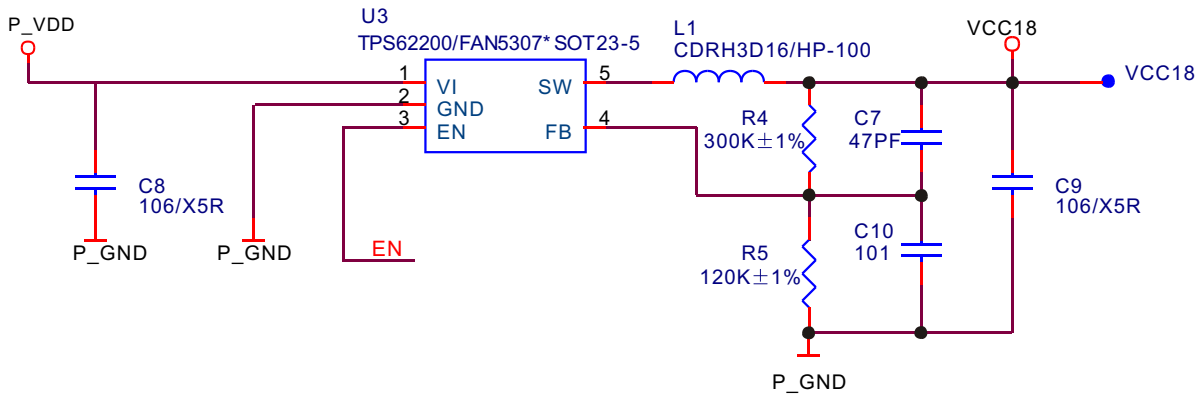 P_VDD
U3
TPS62200/FAN5307* SOT23-5
L1
CDRH3D16/HP-100
VCC18
VCC18
1
VI
SW
5
2
GND
3
EN
FB
4
R4
300K±1%
C7
47PF
C8
106/X5R
C9
106/X5R
P_GND
P_GND
EN
R5
120K±1%
C10
101
P_GND